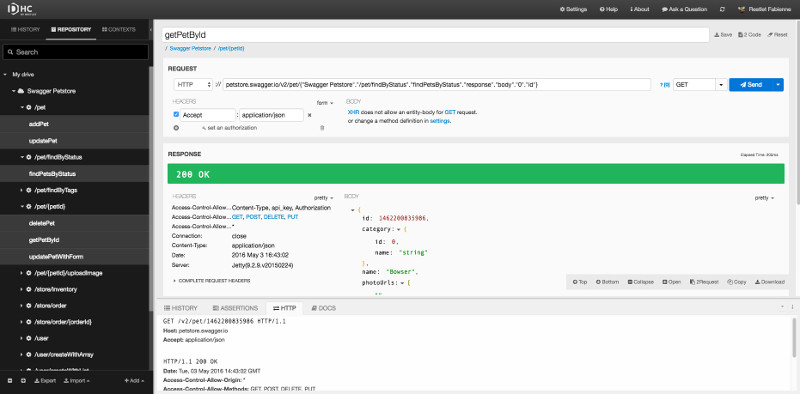 DHC
Settings Help About Ask a Question Restlet Fabienne
HISTORY REPOSITORY CONTEXTS
Search
My drive
Swagger Petstore
/pet
addPet
updatePet
/pet/findByStatus
findPetsByStatus
/pet/findByTags
/pet/{petId}
deletePet
getPetById
updatePetWithForm
/pet/{petId}/uploadImage
/store/inventory
/store/order
/store/order/{orderId}
/user
/user/createWithArray
/user/createWithList
Export Import Add
getPetById
Save 2 Code Reset
/ Swagger Petstore / /pet/{petId}
REQUEST
HTTP :// petstore.swagger.io/v2/pet/{"Swagger Petstore"."/pet/findByStatus"."findPetsByStatus"."response"."body"."0"."id"} GET Send
HEADERS form BODY
Accept : application/json
XHR does not allow an entity-body for GET request.
or change a method definition in settings.
set an authorization
RESPONSE
200 OK
HEADERS pretty BODY pretty
Access-Control-Allow... Content-Type, api_key, Authorization
Access-Control-Allow... GET, POST, DELETE, PUT
Access-Control-Allow... *
Connection: close
Content-Type: application/json
Date: 2016 May 3 16:43:02
Server: Jetty(9.2.9.v20150224)
COMPLETE REQUEST HEADERS
{
id: 1462200835986,
category: {
id: 0,
name: "string"
},
name: "Bowser",
photoUrls: [
""
Top Bottom Collapse Open 2Request Copy Download
HISTORY ASSERTIONS HTTP DOCS
GET /v2/pet/1462200835986 HTTP/1.1
Host: petstore.swagger.io
Accept: application/json
HTTP/1.1 200 OK
Date: Tue, 03 May 2016 14:43:02 GMT
Access-Control-Allow-Origin: *
Access-Control-Allow-Methods: GET, POST, DELETE, PUT